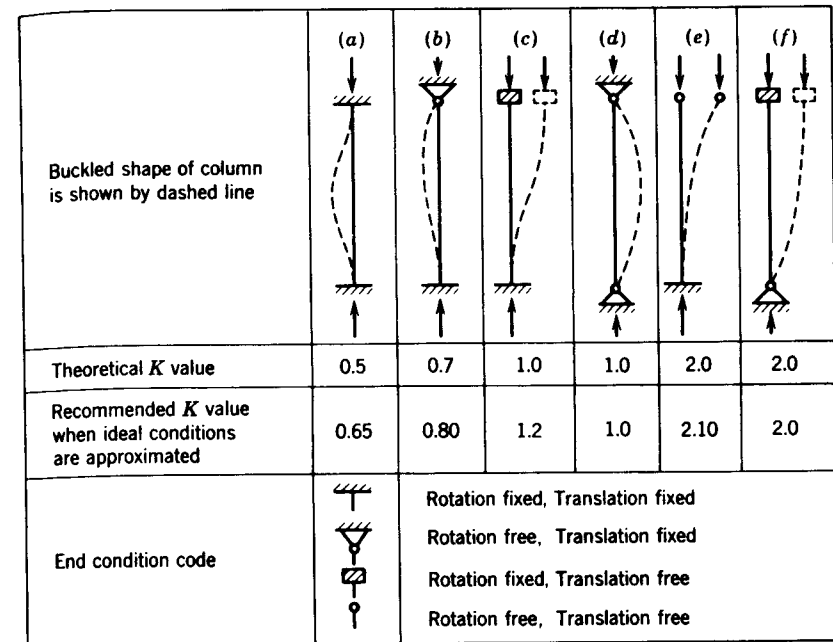 (a) (b) (c) (d) (e) (f)
Buckled shape of column
is shown by dashed line
Theoretical K value 0.5 0.7 1.0 1.0 2.0 2.0
Recommended K value
when ideal conditions
are approximated
0.65 0.80 1.2 1.0 2.10 2.0
End condition code
Rotation fixed, Translation fixed
Rotation free, Translation fixed
Rotation fixed, Translation free
Rotation free, Translation free